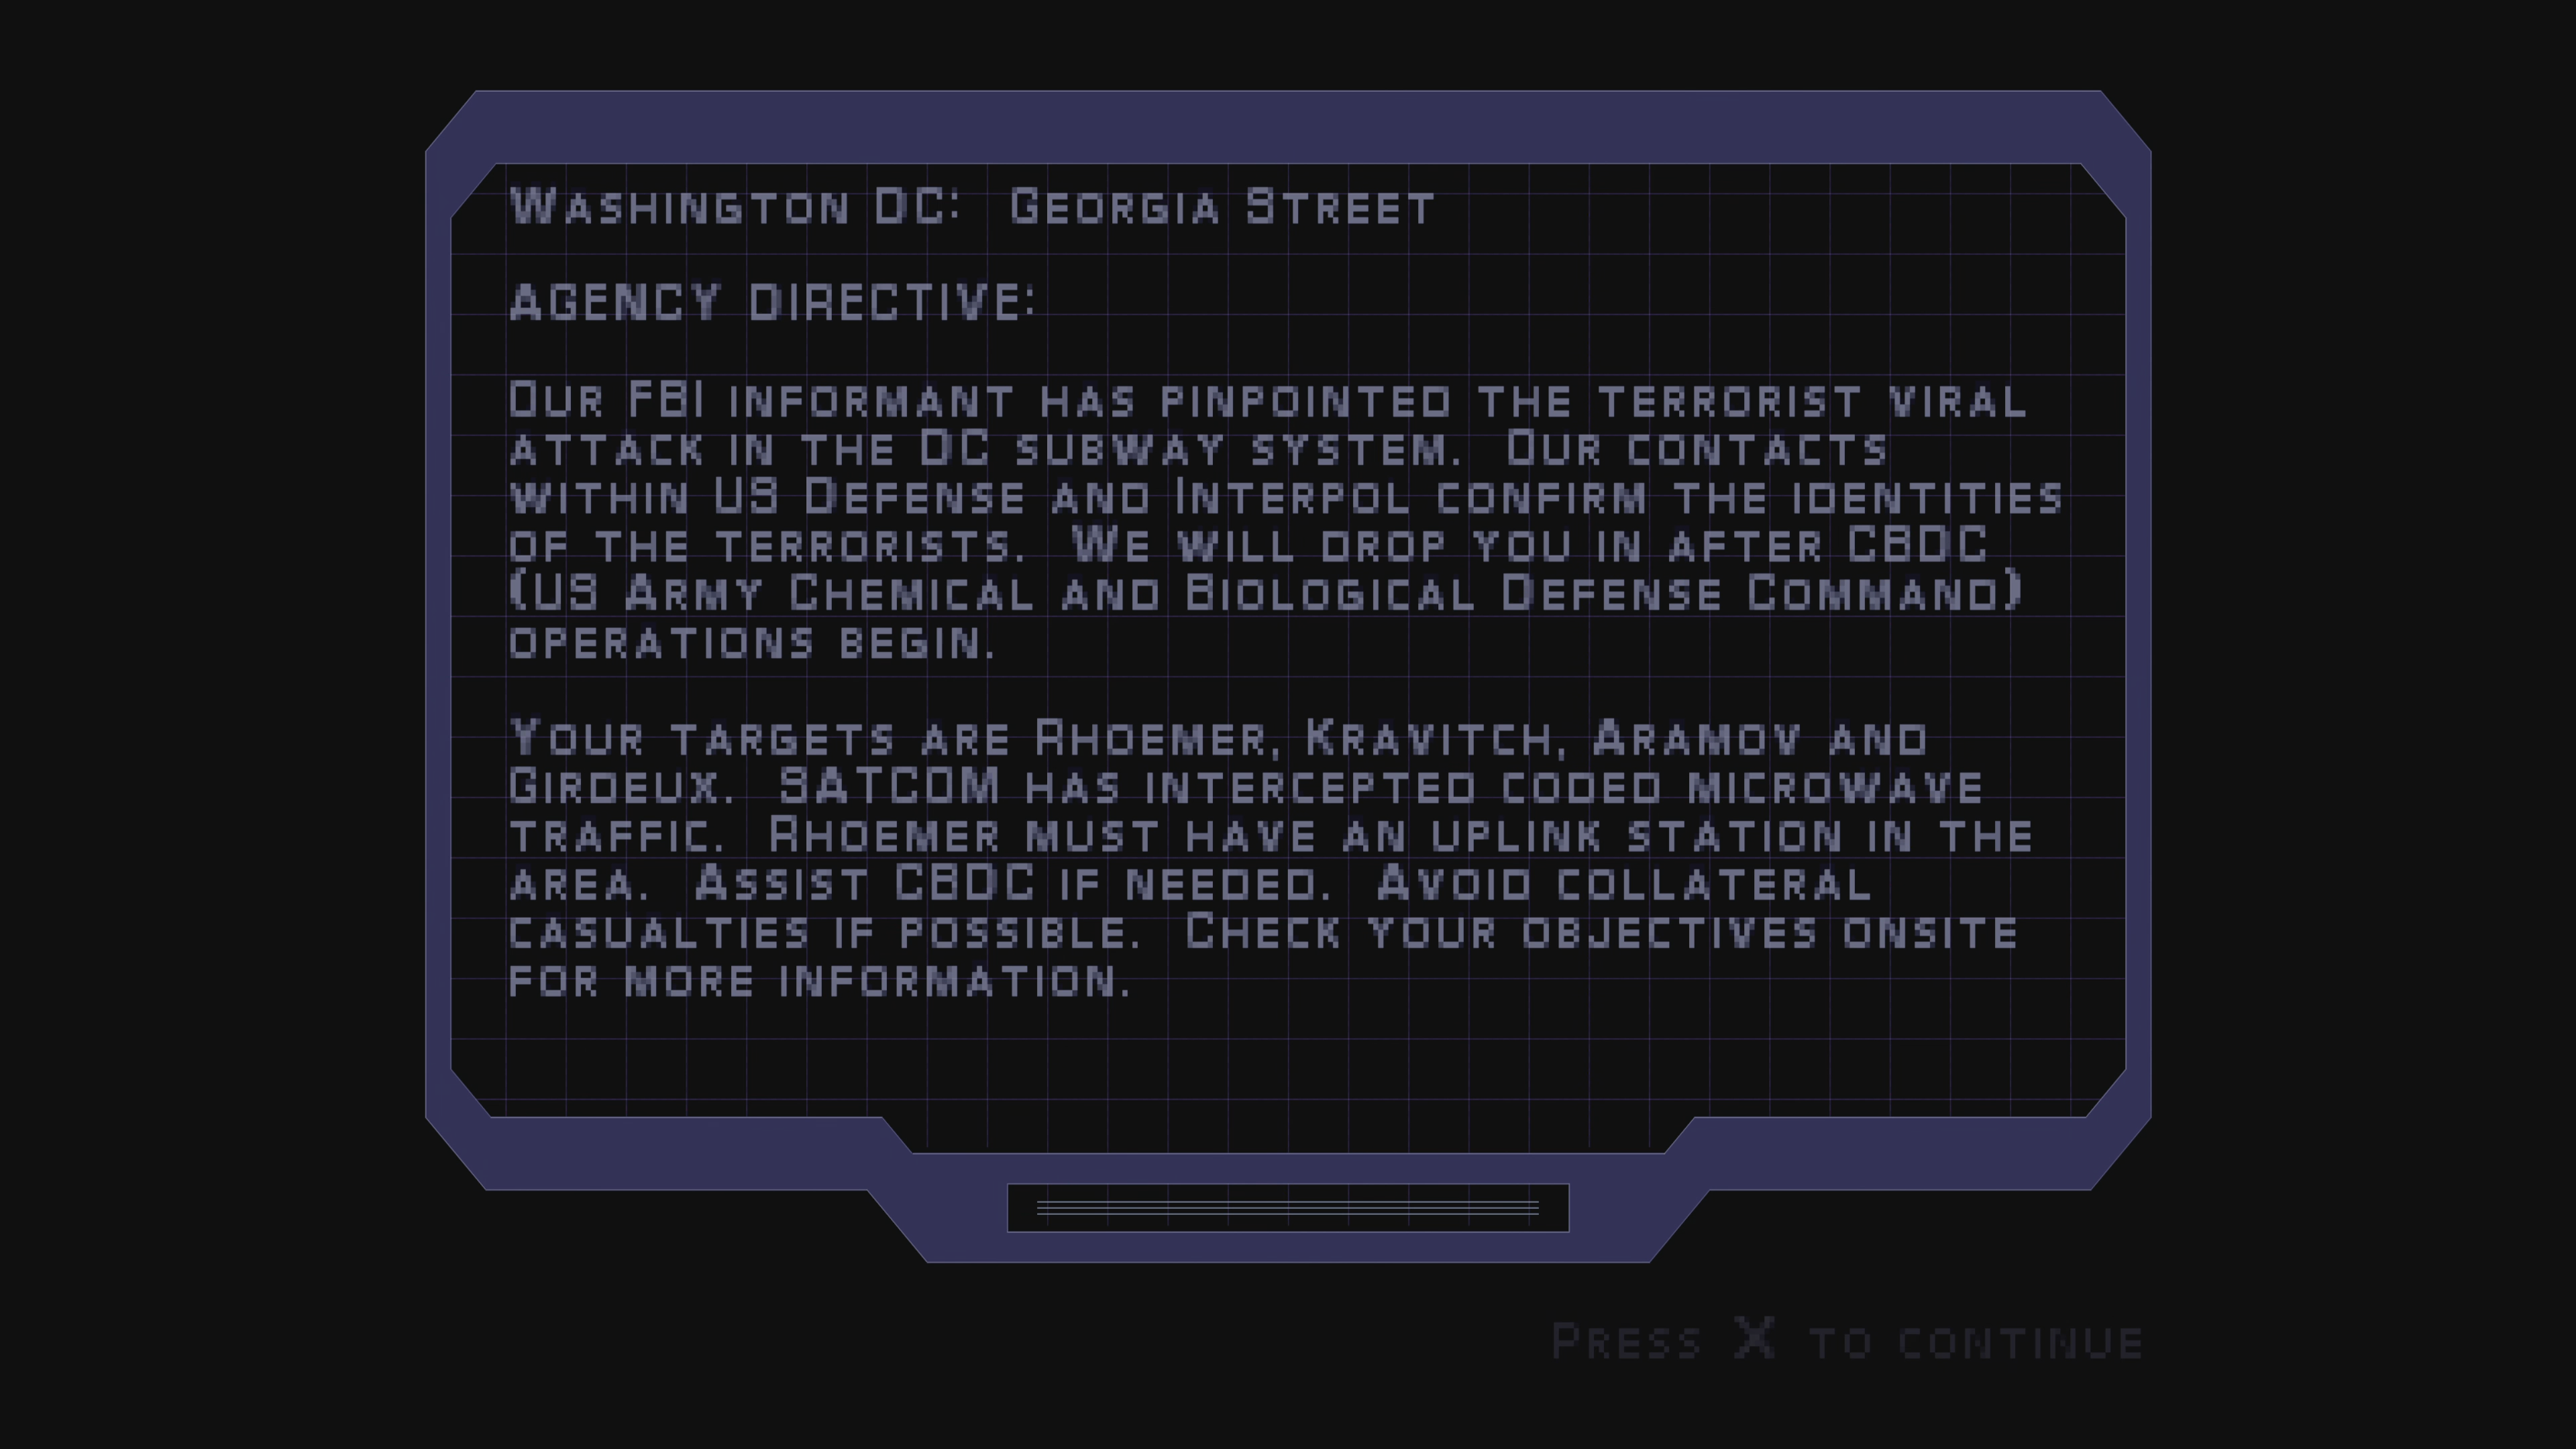 Washington DC:  Georgia Street
AGENCY DIRECTIVE:
Our FBI informant has pinpointed the terrorist viral
attack in the DC subway system.  Our contacts
within US Defense and Interpol confirm the identities
of the terrorists.  We will drop you in after CBDC
(US Army Chemical and Biological Defense Command)
operations begin.
Your targets are Rhoemer, Kravitch, Aramov and
Girdeux.  SATCOM has intercepted coded microwave
traffic.  Rhoemer must have an uplink station in the
area.  Assist CBDC if needed.  Avoid collateral
casualties if possible.  Check your objectives onsite
for more information.
Press X to continue